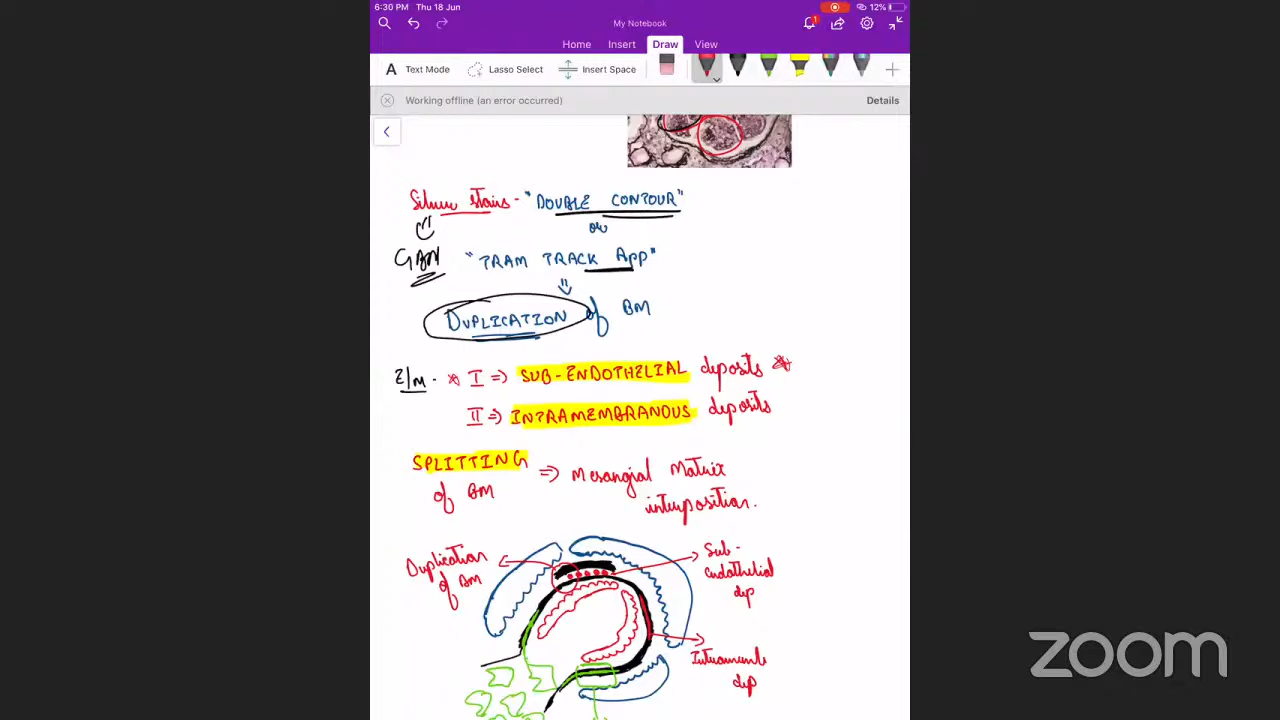 6:30 PM Thu 18 Jun
12%
My Notebook
Home Insert Draw View
A Text Mode Lasso Select Insert Space
Working offline (an error occurred) Details
Silver stains - "DOUBLE CONTOUR"
or
GBM "TRAM TRACK App"
DUPLICATION of BM
E/M - * I ⇒ SUB-ENDOTHELIAL deposits *
II ⇒ INTRAMEMBRANOUS deposits
SPLITTING ⇒ Mesangial Matrix
of BM interposition.
Duplication
of BM
Sub-
endothelial
dep
Intramemb
dep
zoom